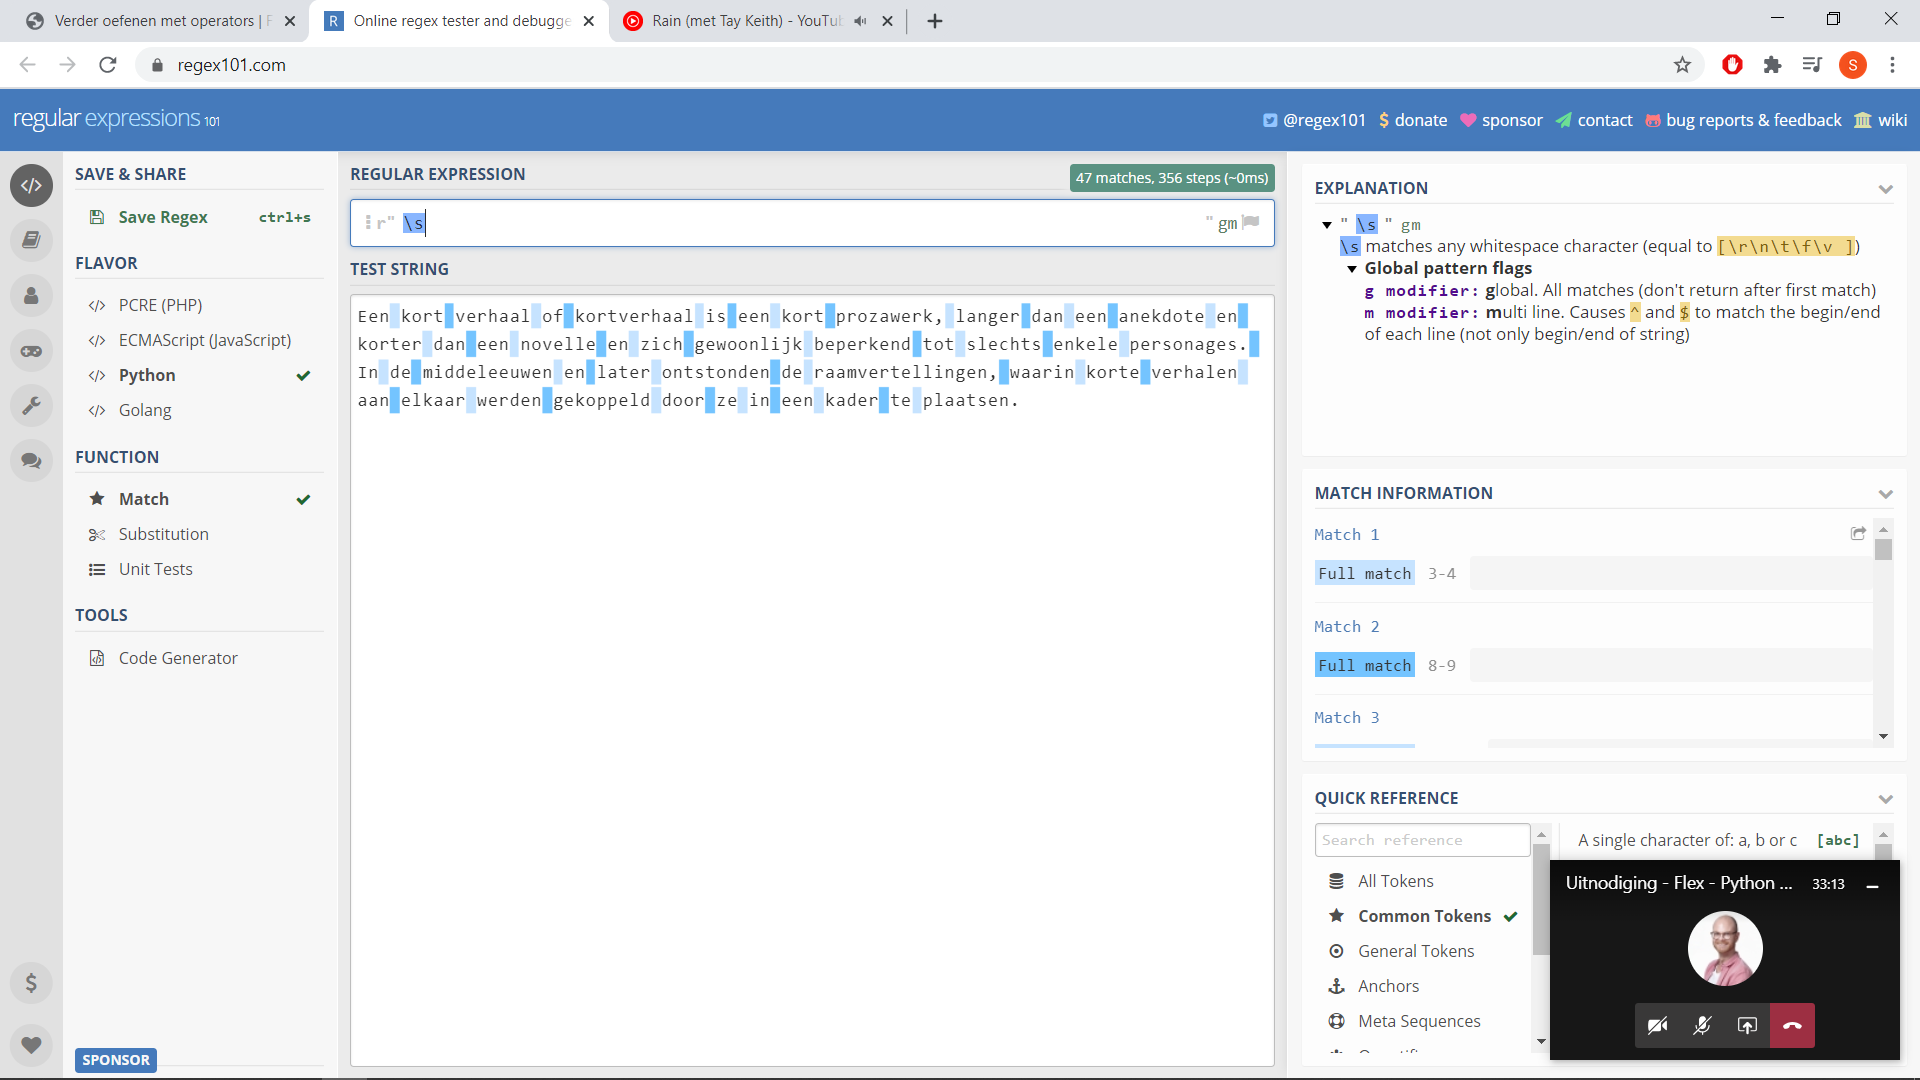 Verder oefenen met operators | F
Online regex tester and debugge
Rain (met Tay Keith) - YouTu
regex101.com
S
regular expressions 101
@regex101
$ donate
sponsor
contact
bug reports & feedback
wiki
SAVE & SHARE
Save Regex ctrl+s
FLAVOR
</> PCRE (PHP)
</> ECMAScript (JavaScript)
</> Python
</> Golang
FUNCTION
Match
Substitution
Unit Tests
TOOLS
Code Generator
SPONSOR
REGULAR EXPRESSION
47 matches, 356 steps (~0ms)
r" \s " gm
TEST STRING
Een kort verhaal of kortverhaal is een kort prozawerk, langer dan een anekdote en
korter dan een novelle en zich gewoonlijk beperkend tot slechts enkele personages.
In de middeleeuwen en later ontstonden de raamvertellingen, waarin korte verhalen
aan elkaar werden gekoppeld door ze in een kader te plaatsen.
EXPLANATION
" \s " gm
\s matches any whitespace character (equal to [\r\n\t\f\v ])
Global pattern flags
g modifier: global. All matches (don't return after first match)
m modifier: multi line. Causes ^ and $ to match the begin/end
of each line (not only begin/end of string)
MATCH INFORMATION
Match 1
Full match 3-4
Match 2
Full match 8-9
Match 3
QUICK REFERENCE
Search reference
All Tokens
Common Tokens
General Tokens
Anchors
Meta Sequences
A single character of: a, b or c [abc]
Uitnodiging - Flex - Python ... 33:13